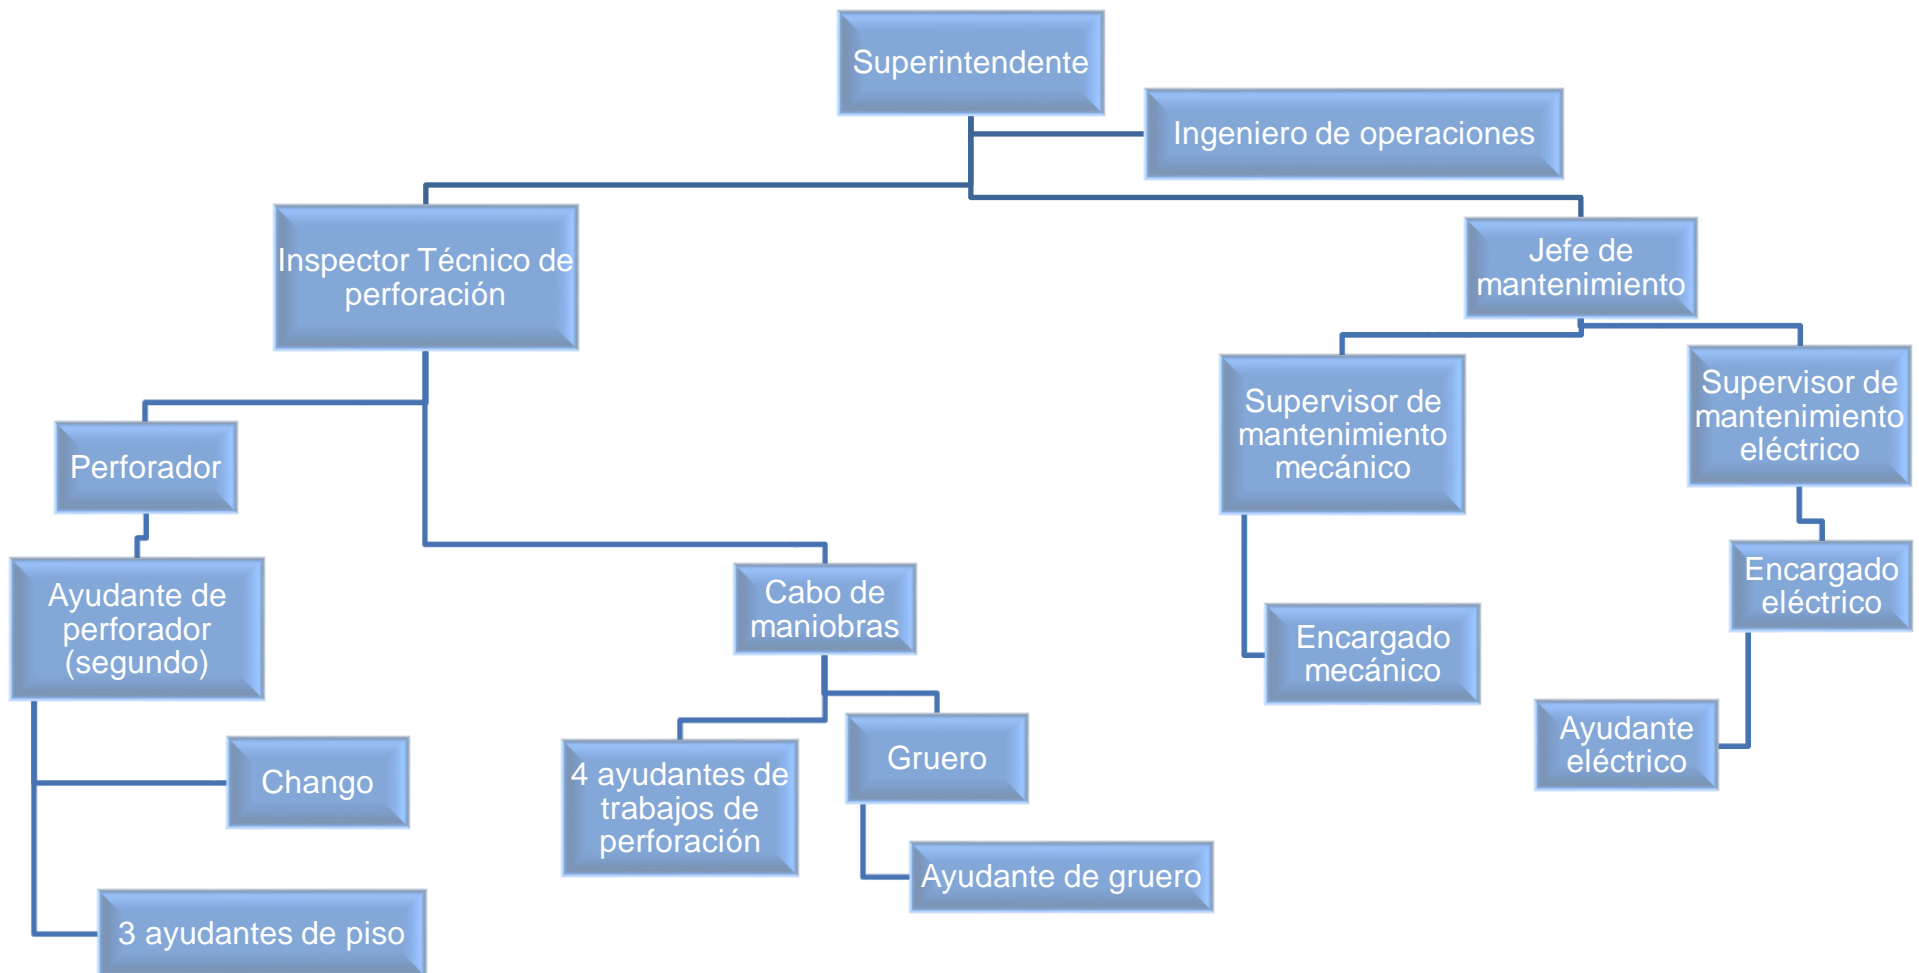 Superintendente
Ingeniero de operaciones
Inspector Técnico de
perforación
Jefe de
mantenimiento
Perforador
Supervisor de
mantenimiento
mecánico
Supervisor de
mantenimiento
eléctrico
Ayudante de
perforador
(segundo)
Cabo de
maniobras
Encargado
mecánico
Encargado
eléctrico
Chango
4 ayudantes de
trabajos de
perforación
Gruero
Ayudante
eléctrico
3 ayudantes de piso
Ayudante de gruero